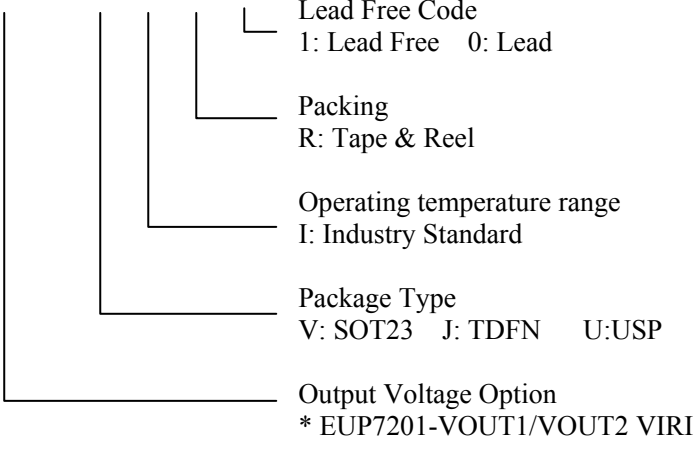 Lead Free Code
1: Lead Free 0: Lead
Packing
R: Tape & Reel
Operating temperature range
I: Industry Standard
Package Type
V: SOT23 J: TDFN U:USP
Output Voltage Option
* EUP7201-VOUT1/VOUT2 VIRI